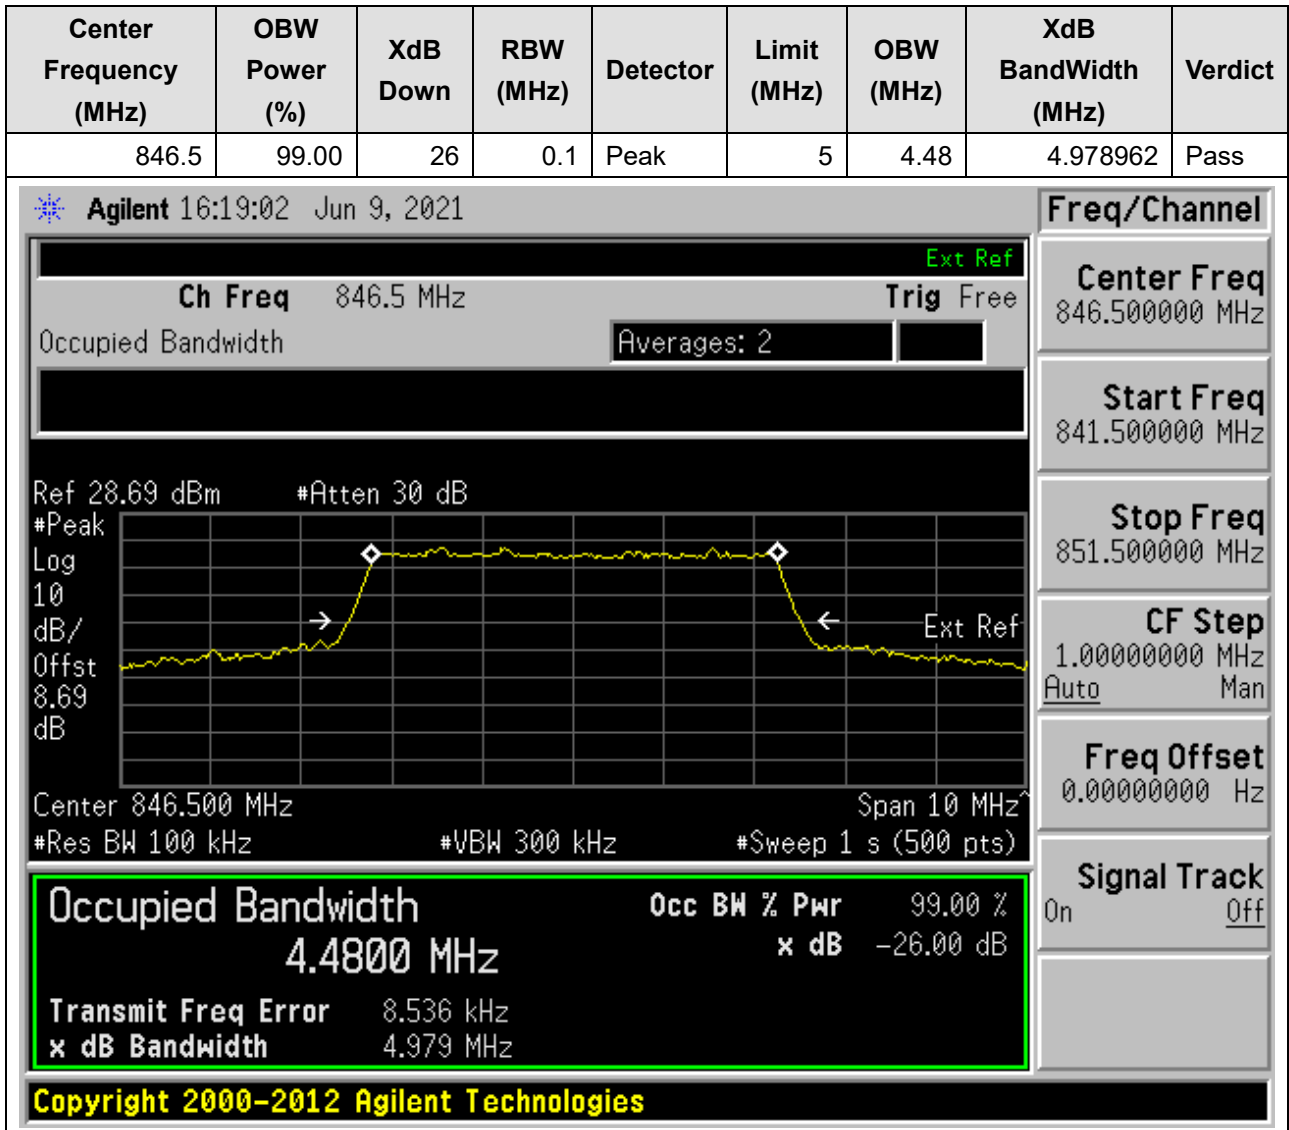 Center Frequency (MHz) OBW Power (%) XdB Down RBW (MHz) Detector Limit (MHz) OBW (MHz) XdB BandWidth (MHz) Verdict
846.5 99.00 26 0.1 Peak 5 4.48 4.978962 Pass
Agilent 16:19:02 Jun 9, 2021
Ext Ref
Ch Freq 846.5 MHz Trig Free
Occupied Bandwidth Averages: 2
Ref 28.69 dBm #Atten 30 dB
#Peak
Log
10
dB/
Offst
8.69
dB
Ext Ref
Center 846.500 MHz Span 10 MHz^
#Res BW 100 kHz #VBW 300 kHz #Sweep 1 s (500 pts)
Occupied Bandwidth
4.4800 MHz
Occ BW % Pwr 99.00 %
x dB -26.00 dB
Transmit Freq Error 8.536 kHz
x dB Bandwidth 4.979 MHz
Freq/Channel
Center Freq
846.500000 MHz
Start Freq
841.500000 MHz
Stop Freq
851.500000 MHz
CF Step
1.00000000 MHz
Auto Man
Freq Offset
0.00000000 Hz
Signal Track
On Off
Copyright 2000-2012 Agilent Technologies